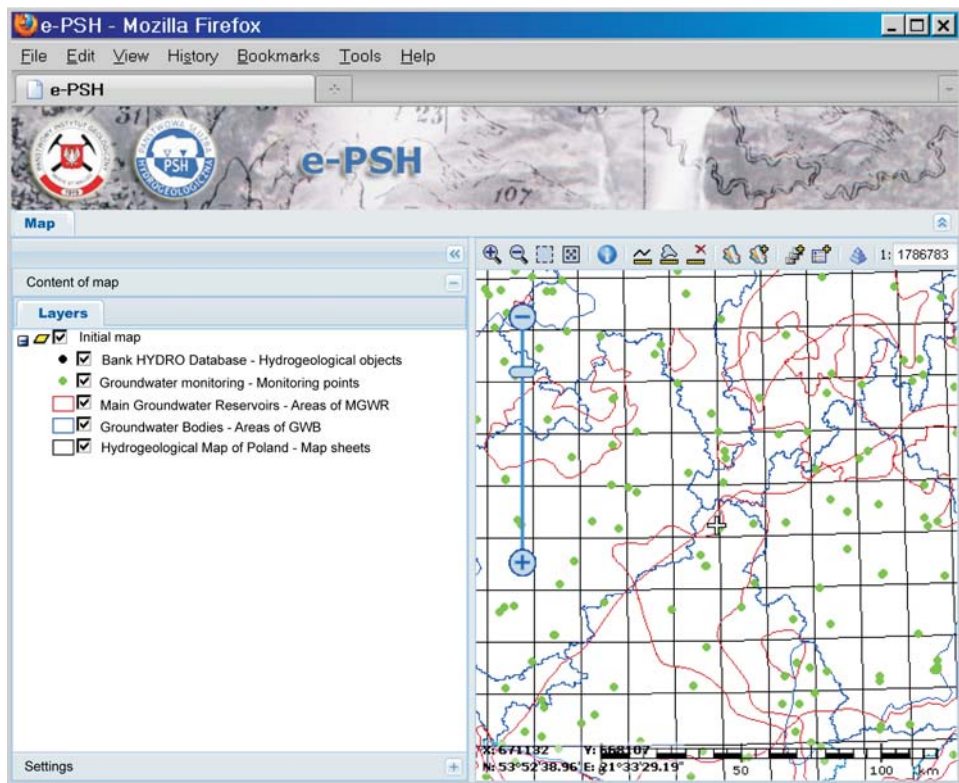 e-PSH - Mozilla Firefox
File Edit View History Bookmarks Tools Help
e-PSH
PSH
e-PSH
107
Map
1: 1786783
Content of map
Layers
Initial map
Bank HYDRO Database - Hydrogeological objects
Groundwater monitoring - Monitoring points
Main Groundwater Reservoirs - Areas of MGWR
Groundwater Bodies - Areas of GWB
Hydrogeological Map of Poland - Map sheets
X: 671132 Y: 668107
N: 53°52'38.96" E: 21°33'29.19"
0 50 100 km
Settings